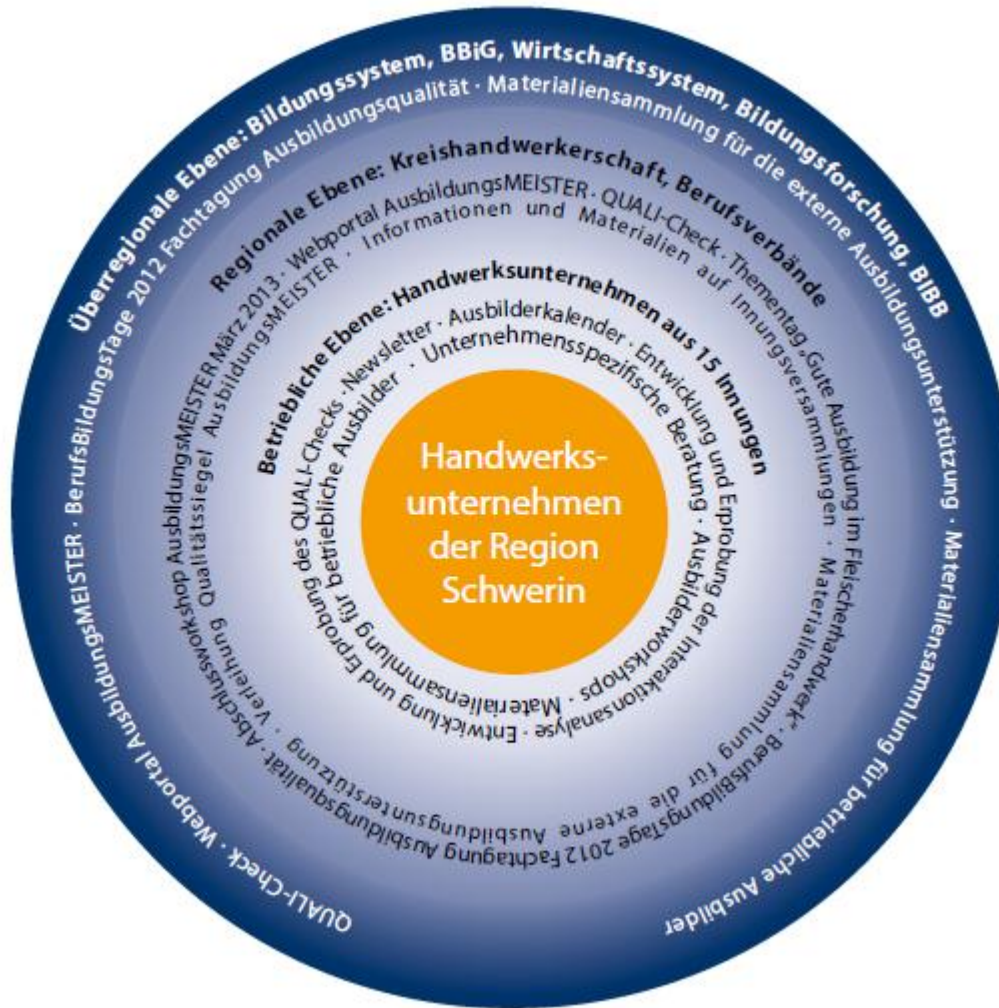 Überregionale Ebene: Bildungssystem, BBiG, Wirtschaftssystem, Bildungsforschung, BIBB
QUALI-Check · Webportal AusbildungsMEISTER · BerufsBildungsTage 2012 Fachtagung Ausbildungsqualität · Materialiensammlung für die externe Ausbildungsunterstützung · Materialiensammlung für betriebliche Ausbilder
Regionale Ebene: Kreishandwerkerschaft, Berufsverbände
Abschlussworkshop AusbildungsMEISTER März 2013 · Webportal AusbildungsMEISTER · QUALI-Check · Thementag „Gute Ausbildung im Fleischerhandwerk“ · BerufsBildungsTage 2012 Fachtagung Ausbildungsqualität ·
Verleihung Qualitätssiegel AusbildungsMEISTER · Informationen und Materialien auf Innungsversammlungen · Materialiensammlung für die externe Ausbildungsunterstützung ·
Betriebliche Ebene: Handwerksunternehmen aus 15 Innungen
Entwicklung und Erprobung des QUALI-Checks · Newsletter · Ausbilderkalender · Entwicklung und Erprobung der Interaktionsanalyse ·
Materialiensammlung für betriebliche Ausbilder · Unternehmensspezifische Beratung · Ausbilderworkshops ·
Handwerks-
unternehmen
der Region
Schwerin